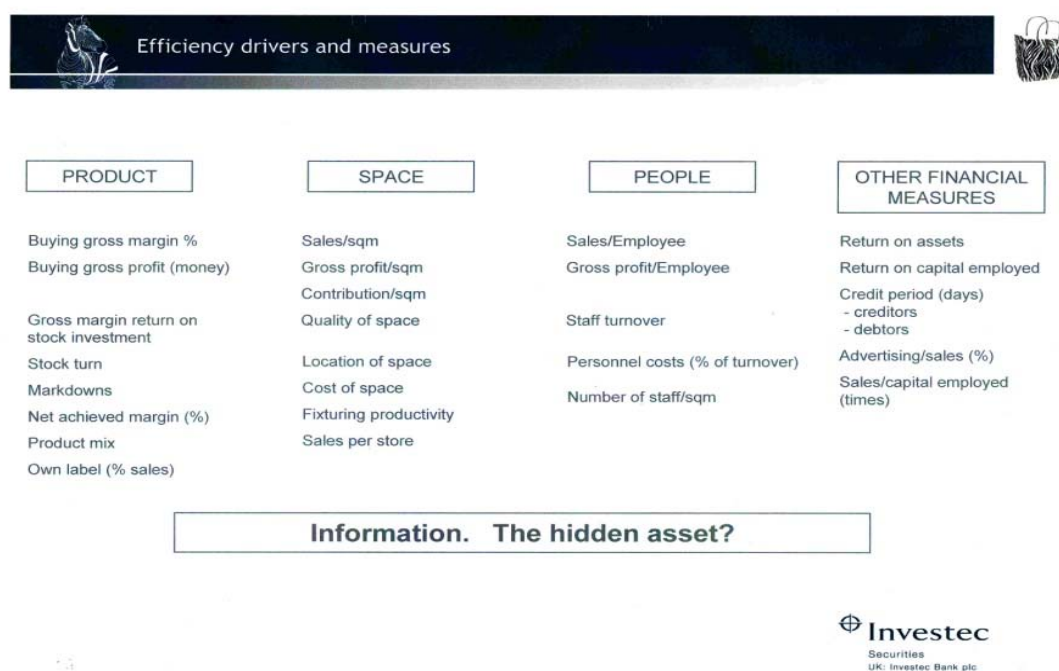 Efficiency drivers and measures
PRODUCT
Buying gross margin %
Buying gross profit (money)
Gross margin return on
stock investment
Stock turn
Markdowns
Net achieved margin (%)
Product mix
Own label (% sales)
SPACE
Sales/sqm
Gross profit/sqm
Contribution/sqm
Quality of space
Location of space
Cost of space
Fixturing productivity
Sales per store
PEOPLE
Sales/Employee
Gross profit/Employee
Staff turnover
Personnel costs (% of turnover)
Number of staff/sqm
OTHER FINANCIAL
MEASURES
Return on assets
Return on capital employed
Credit period (days)
- creditors
- debtors
Advertising/sales (%)
Sales/capital employed
(times)
Information. The hidden asset?
Investec
Securities
UK: Investec Bank plc